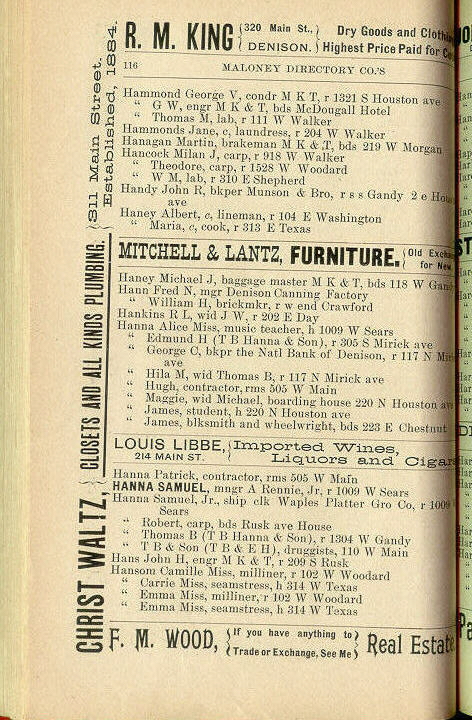 R. M. KING {320 Main St., DENISON.} Dry Goods and Clothi
Highest Price Paid for Co
116 MALONEY DIRECTORY CO.'S
Hammond George V, condr M K T, r 1321 S Houston ave
" G W, engr M K & T, bds McDougall Hotel
" Thomas M, lab, r 111 W Walker
Hammonds Jane, c, laundress, r 204 W Walker
Hanagan Martin, brakeman M K & T, bds 219 W Morgan
Hancock Milan J, carp, r 918 W Walker
" Theodore, carp, r 1528 W Woodard
" W M, lab, r 310 E Shepherd
Handy John R, bkper Munson & Bro, r s s Gandy 2 e Hous
ave
Haney Albert, c, lineman, r 104 E Washington
" Maria, c, cook, r 313 E Texas
MITCHELL & LANTZ, FURNITURE. {Old Excha
for New
Haney Michael J, baggage master M K & T, bds 118 W Gand
Hann Fred N, mgr Denison Canning Factory
" William H, brickmkr, r w end Crawford
Hankins R L, wid J W, r 202 E Day
Hanna Alice Miss, music teacher, h 1009 W Sears
" Edmund H (T B Hanna & Son), r 305 S Mirick ave
" George C, bkpr the Natl Bank of Denison, r 117 N Miri
ave
" Hila M, wid Thomas B, r 117 N Mirick ave
" Hugh, contractor, rms 505 W Main
" Maggie, wid Michael, boarding house 220 N Houston ave
" James, student, h 220 N Houston ave
" James, blksmith and wheelwright, bds 223 E Chestnut
LOUIS LIBBE, {Imported Wines,
214 MAIN ST. Liquors and Cigar
Hanna Patrick, contractor, rms 505 W Main
HANNA SAMUEL, mngr A Rennie, Jr, r 1009 W Sears
Hanna Samuel, Jr., ship clk Waples Platter Gro Co, r 1009
Sears
" Robert, carp, bds Rusk ave House
" Thomas B (T B Hanna & Son), r 1304 W Gandy
" T B & Son (T B & E H), druggists, 110 W Main
Hans John H, engr M K & T, r 209 S Rusk
Hansom Camille Miss, milliner, r 102 W Woodard
" Carrie Miss, seamstress, h 314 W Texas
" Emma Miss, milliner, r 102 W Woodard
" Emma Miss, seamstress, h 314 W Texas
F. M. WOOD, {If you have anything to
Trade or Exchange, See Me} Real Estate
CHRIST WALTZ, {CLOSETS AND ALL KINDS PLUMBING} 311 Main Street.
Established, 1884.